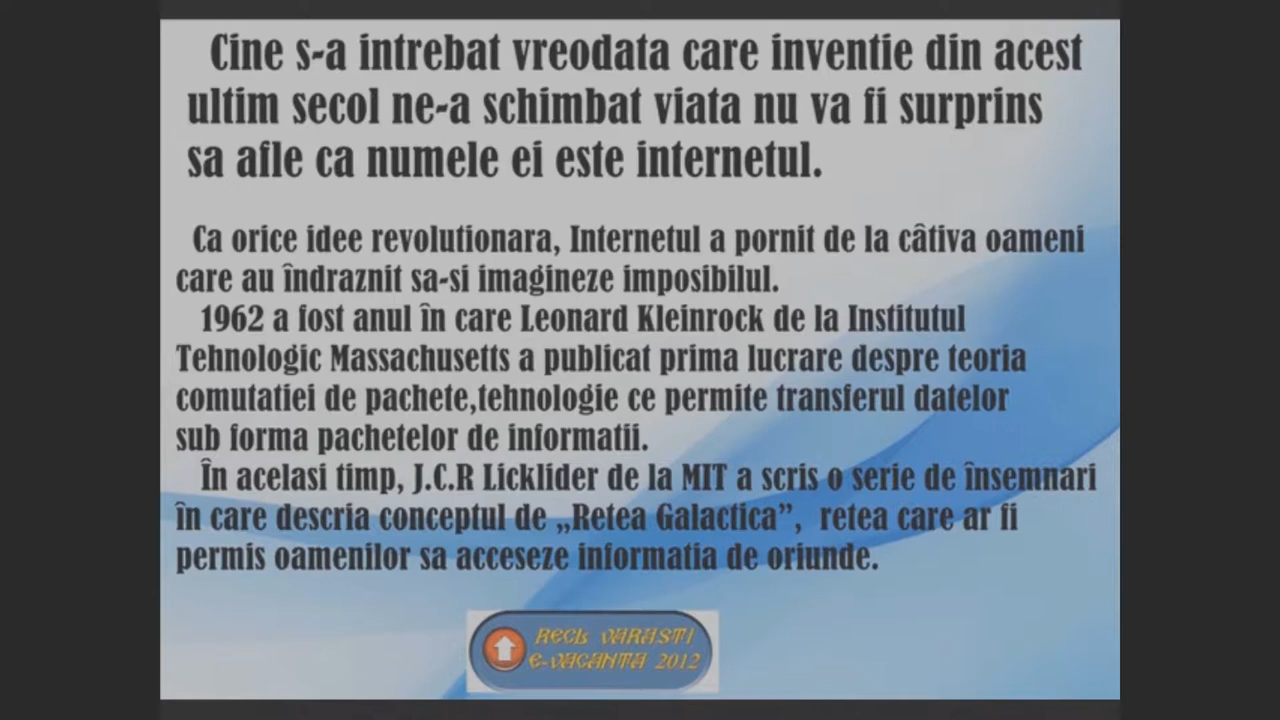 Cine s-a intrebat vreodata care inventie din acest
ultim secol ne-a schimbat viata nu va fi surprins
sa afle ca numele ei este internetul.
Ca orice idee revolutionara, Internetul a pornit de la câtiva oameni
care au îndraznit sa-si imagineze imposibilul.
1962 a fost anul în care Leonard Kleinrock de la Institutul
Tehnologic Massachusetts a publicat prima lucrare despre teoria
comutatiei de pachete,tehnologie ce permite transferul datelor
sub forma pachetelor de informatii.
În acelasi timp, J.C.R Licklider de la MIT a scris o serie de însemnari
în care descria conceptul de „Retea Galactica”, retea care ar fi
permis oamenilor sa acceseze informatia de oriunde.
RECL VARASTI
E-VACANTA 2012